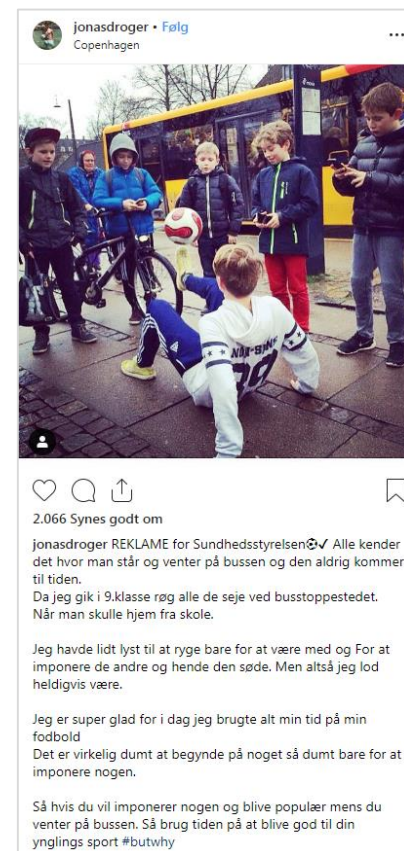 jonasdroger • Følg
Copenhagen
2.066 Synes godt om
jonasdroger REKLAME for Sundhedsstyrelsen⚽✓ Alle kender
det hvor man står og venter på bussen og den aldrig kommer
til tiden.
Da jeg gik i 9.klasse røg alle de seje ved busstoppestedet.
Når man skulle hjem fra skole.
Jeg havde lidt lyst til at ryge bare for at være med og For at
imponere de andre og hende den søde. Men altså jeg lod
heldigvis være.
Jeg er super glad for i dag jeg brugte alt min tid på min
fodbold
Det er virkelig dumt at begynde på noget så dumt bare for at
imponere nogen.
Så hvis du vil imponerer nogen og blive populær mens du
venter på bussen. Så brug tiden på at blive god til din
ynglings sport #butwhy